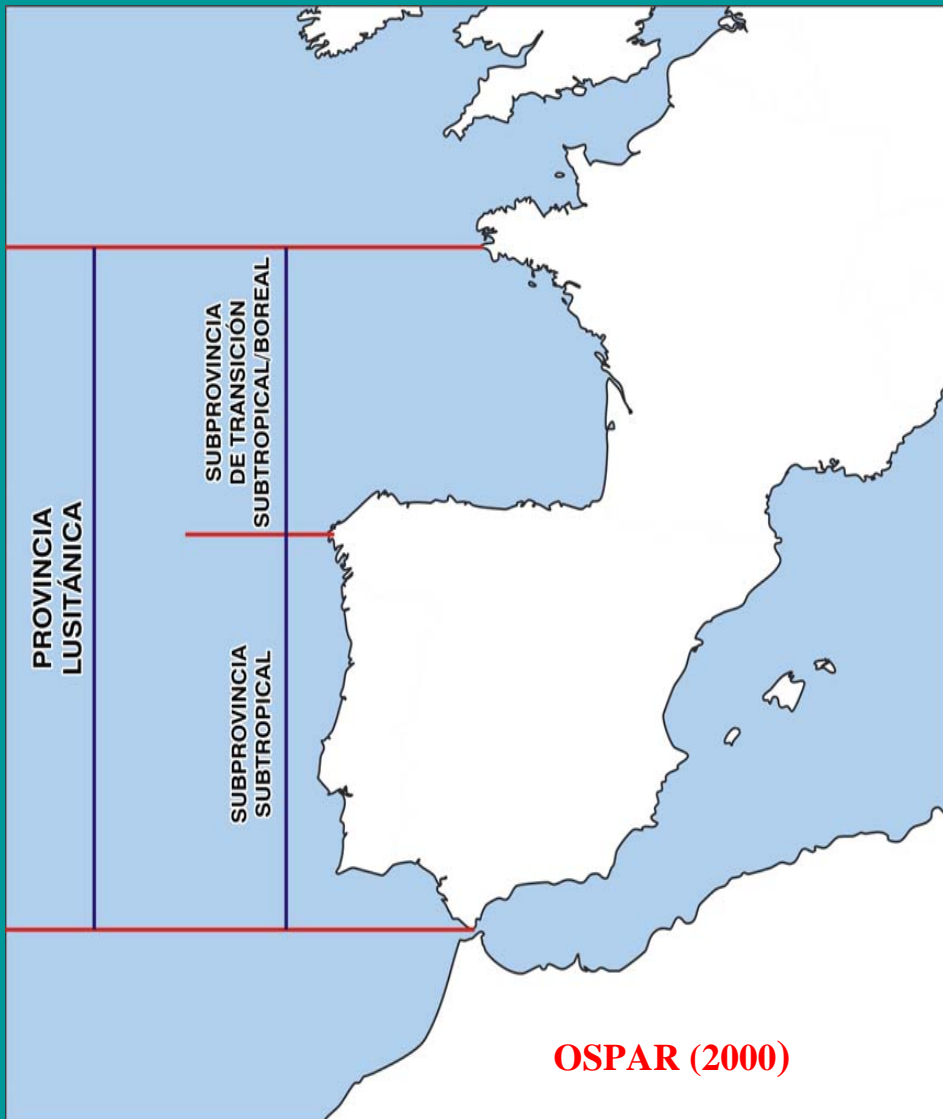 PROVINCIA
LUSITÁNICA
SUBPROVINCIA
DE TRANSICIÓN
SUBTROPICAL/BOREAL
SUBPROVINCIA
SUBTROPICAL
OSPAR (2000)